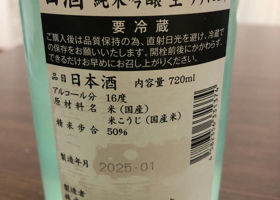 純米吟醸
要冷蔵
ご購入後は品質保持の為、直射日光を避け、冷蔵で
の保存をお願いいたします。開栓前後にかかわらず、
できるだけお早めにお召し上がりください。
品目 日本酒 内容量 720ml
アルコール分 16度
原材料名 米(国産)
米こうじ(国産米)
精米歩合 50%
製造年月 2025.01
製造者